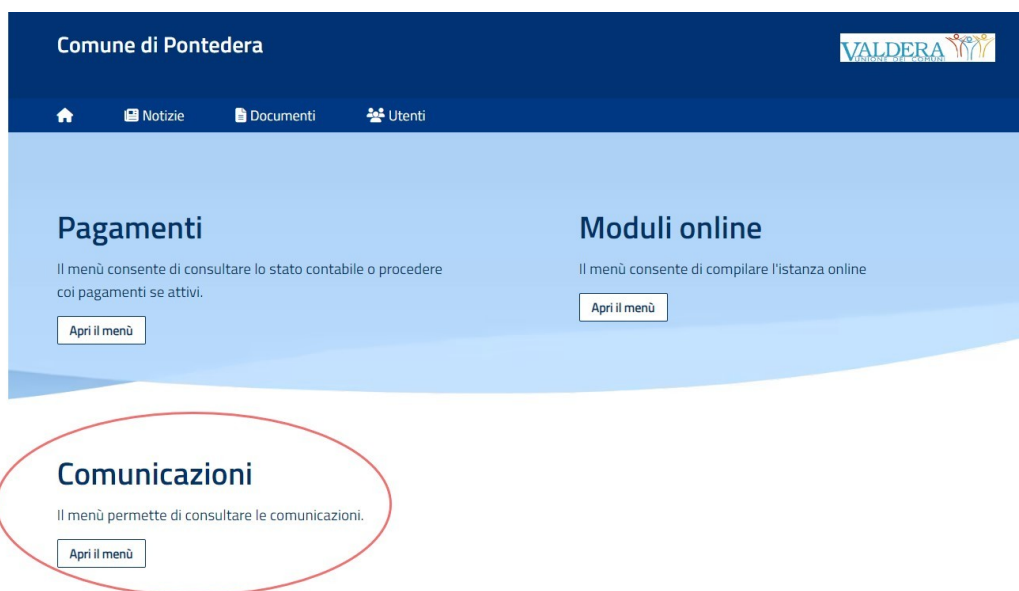 Comune di Pontedera
VALDERA
UNIONE DEI COMUNI
Notizie
Documenti
Utenti
Pagamenti
Il menù consente di consultare lo stato contabile o procedere
coi pagamenti se attivi.
Apri il menù
Moduli online
Il menù consente di compilare l'istanza online
Apri il menù
Comunicazioni
Il menù permette di consultare le comunicazioni.
Apri il menù